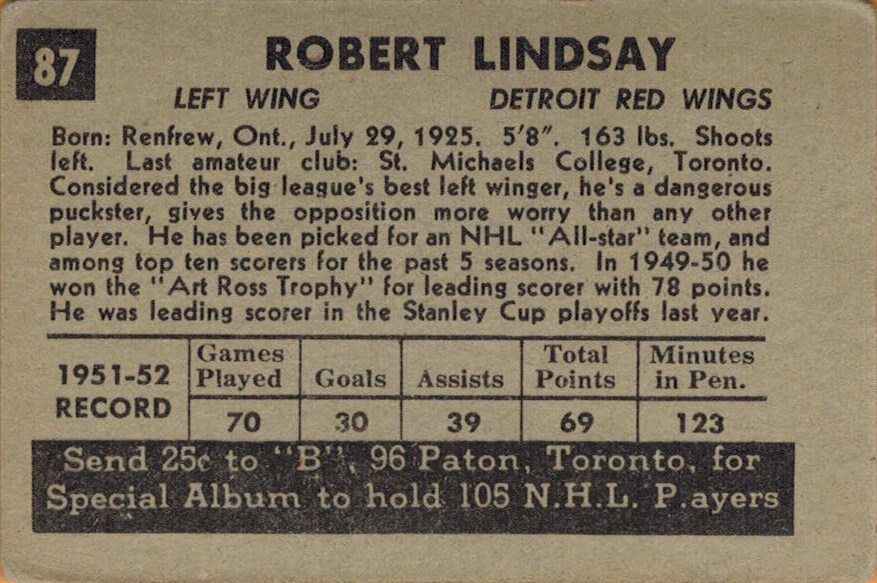 87
ROBERT LINDSAY
LEFT WING DETROIT RED WINGS
Born: Renfrew, Ont., July 29, 1925. 5'8". 163 lbs. Shoots
left. Last amateur club: St. Michaels College, Toronto.
Considered the big league's best left winger, he's a dangerous
puckster, gives the opposition more worry than any other
player. He has been picked for an NHL "All-star" team, and
among top ten scorers for the past 5 seasons. In 1949-50 he
won the "Art Ross Trophy" for leading scorer with 78 points.
He was leading scorer in the Stanley Cup playoffs last year.
1951-52 RECORD
Games Played Goals Assists Total Points Minutes in Pen.
70 30 39 69 123
Send 25¢ to "B", 96 Paton, Toronto, for
Special Album to hold 105 N.H.L. P.ayers